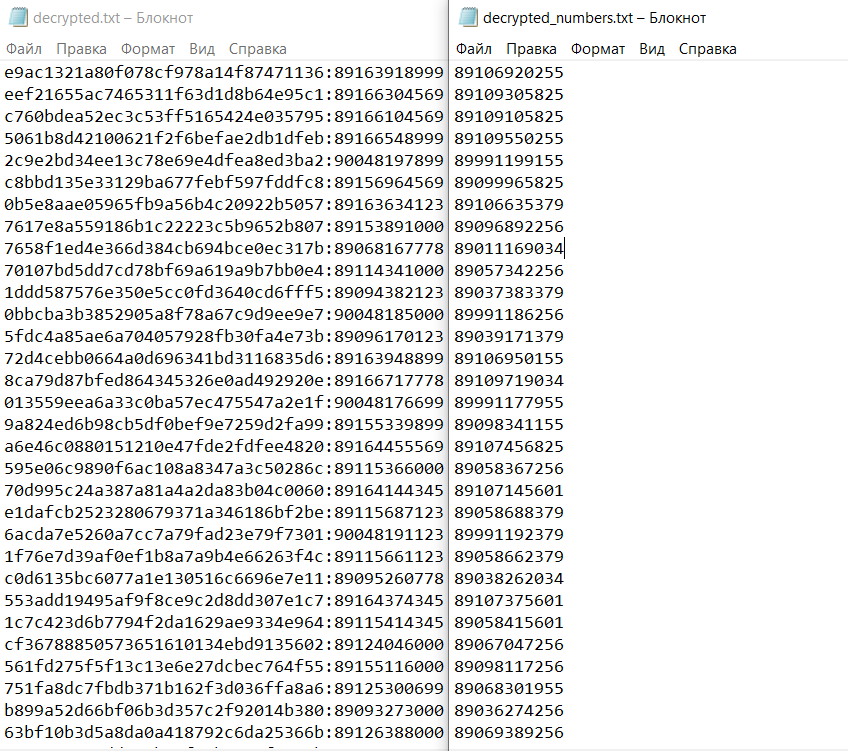 decrypted.txt – Блокнот
Файл Правка Формат Вид Справка
e9ac1321a80f078cf978a14f87471136:89163918999
eef21655ac7465311f63d1d8b64e95c1:89166304569
c760bdea52ec3c53ff5165424e035795:89166104569
5061b8d42100621f2f6befae2db1dfeb:89166548999
2c9e2bd34ee13c78e69e4dfea8ed3ba2:90048197899
c8bbd135e33129ba677febf597fddfc8:89156964569
0b5e8aae05965fb9a56b4c20922b5057:89163634123
7617e8a559186b1c22223c5b9652b807:89153891000
7658f1ed4e366d384cb694bce0ec317b:89068167778
70107bd5dd7cd78bf69a619a9b7bb0e4:89114341000
1ddd587576e350e5cc0fd3640cd6fff5:89094382123
0bbcba3b3852905a8f78a67c9d9ee9e7:90048185000
5fdc4a85ae6a704057928fb30fa4e73b:89096170123
72d4cebb0664a0d696341bd3116835d6:89163948899
8ca79d87bfed864345326e0ad492920e:89166717778
013559eea6a33c0ba57ec475547a2e1f:90048176699
9a824ed6b98cb5df0bef9e7259d2fa99:89155339899
a6e46c0880151210e47fde2fdfee4820:89164455569
595e06c9890f6ac108a8347a3c50286c:89115366000
70d995c24a387a81a4a2da83b04c0060:89164144345
e1dafcb2523280679371a346186bf2be:89115687123
6acda7e5260a7cc7a79fad23e79f7301:90048191123
1f76e7d39af0ef1b8a7a9b4e66263f4c:89115661123
c0d6135bc6077a1e130516c6696e7e11:89095260778
553add19495af9f8ce9c2d8dd307e1c7:89164374345
1c7c423d6b7794f2da1629ae9334e964:89115414345
cf36788850573651610134ebd9135602:89124046000
561fd275f5f13c13e6e27dcbec764f55:89155116000
751fa8dc7fbdb371b162f3d036ffa8a6:89125300699
b899a52d66bf06b3d357c2f92014b380:89093273000
63bf10b3d5a8da0a418792c6da25366b:89126388000
decrypted_numbers.txt – Блокнот
Файл Правка Формат Вид Справка
89106920255
89109305825
89109105825
89109550255
89991199155
89099965825
89106635379
89096892256
89011169034
89057342256
89037383379
89991186256
89039171379
89106950155
89109719034
89991177955
89098341155
89107456825
89058367256
89107145601
89058688379
89991192379
89058662379
89038262034
89107375601
89058415601
89067047256
89098117256
89068301955
89036274256
89069389256